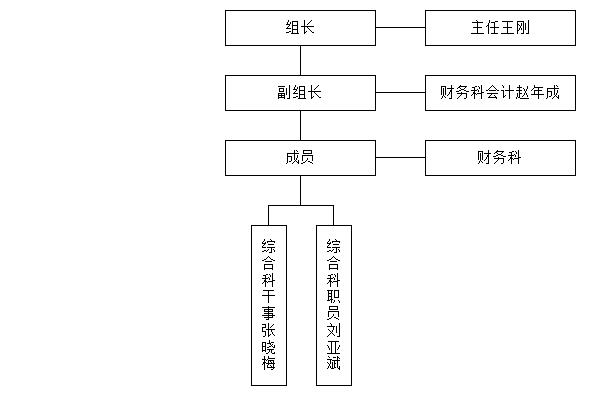 组长
主任王刚
副组长
财务科会计赵年成
成员
财务科
综合科干事张晓梅
综合科职员刘亚斌